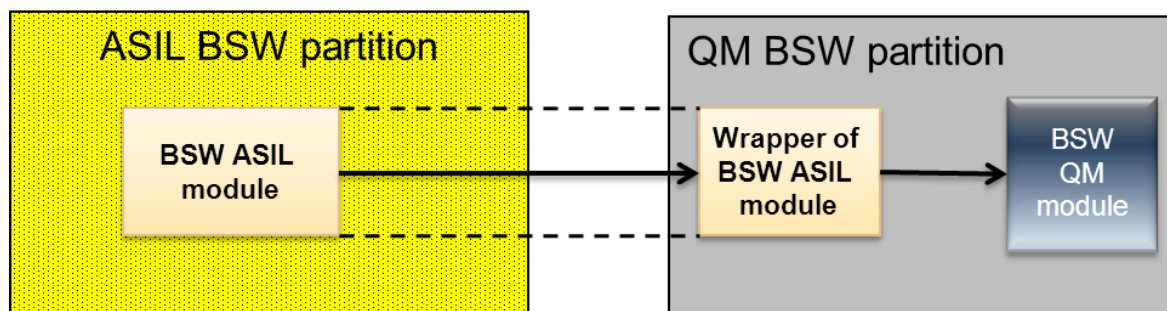 ASIL BSW partition
BSW ASIL
module
QM BSW partition
Wrapper of
BSW ASIL
module
BSW
QM
module